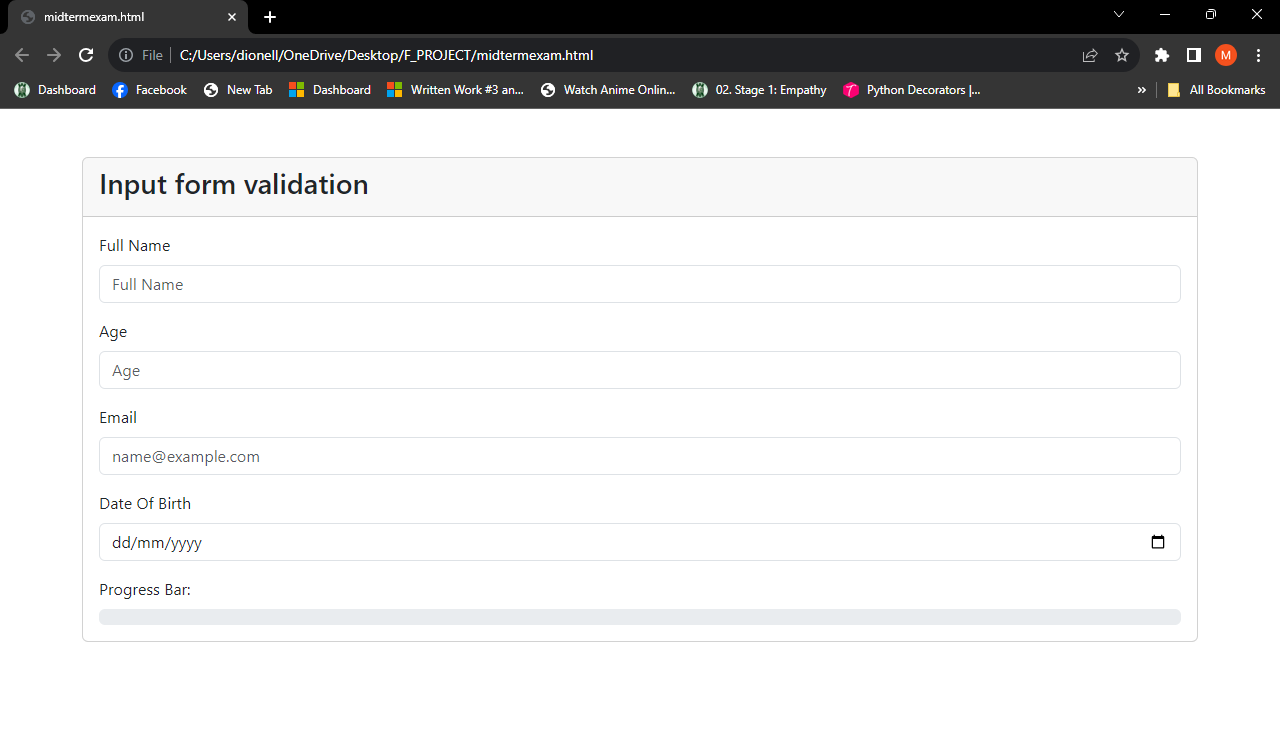 midtermexam.html
File C:/Users/dionell/OneDrive/Desktop/F_PROJECT/midtermexam.html M
Dashboard Facebook New Tab Dashboard Written Work #3 an... Watch Anime Onlin... 02. Stage 1: Empathy Python Decorators |... » All Bookmarks
Input form validation
Full Name
Full Name
Age
Age
Email
name@example.com
Date Of Birth
dd/mm/yyyy
Progress Bar: